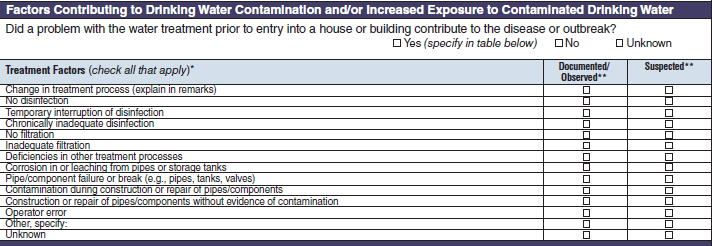 Factors Contributing to Drinking Water Contamination and/or Increased Exposure to Contaminated Drinking Water
Did a problem with the water treatment prior to entry into a house or building contribute to the disease or outbreak?
☐ Yes (specify in table below) ☐ No ☐ Unknown
Treatment Factors (check all that apply)* Documented/ Suspected**
Observed**
Change in treatment process (explain in remarks) ☐ ☐
No disinfection ☐ ☐
Temporary interruption of disinfection ☐ ☐
Chronically inadequate disinfection ☐ ☐
No filtration ☐ ☐
Inadequate filtration ☐ ☐
Deficiencies in other treatment processes ☐ ☐
Corrosion in or leaching from pipes or storage tanks ☐ ☐
Pipe/component failure or break (e.g., pipes, tanks, valves) ☐ ☐
Contamination during construction or repair of pipes/components ☐ ☐
Construction or repair of pipes/components without evidence of contamination ☐ ☐
Operator error ☐ ☐
Other, specify: ☐ ☐
Unknown ☐ ☐